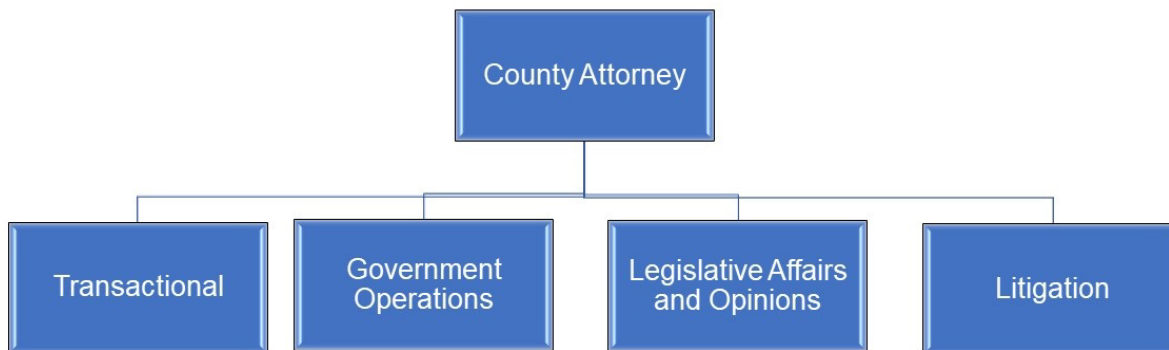 County Attorney
Transactional
Government
Operations
Legislative Affairs
and Opinions
Litigation